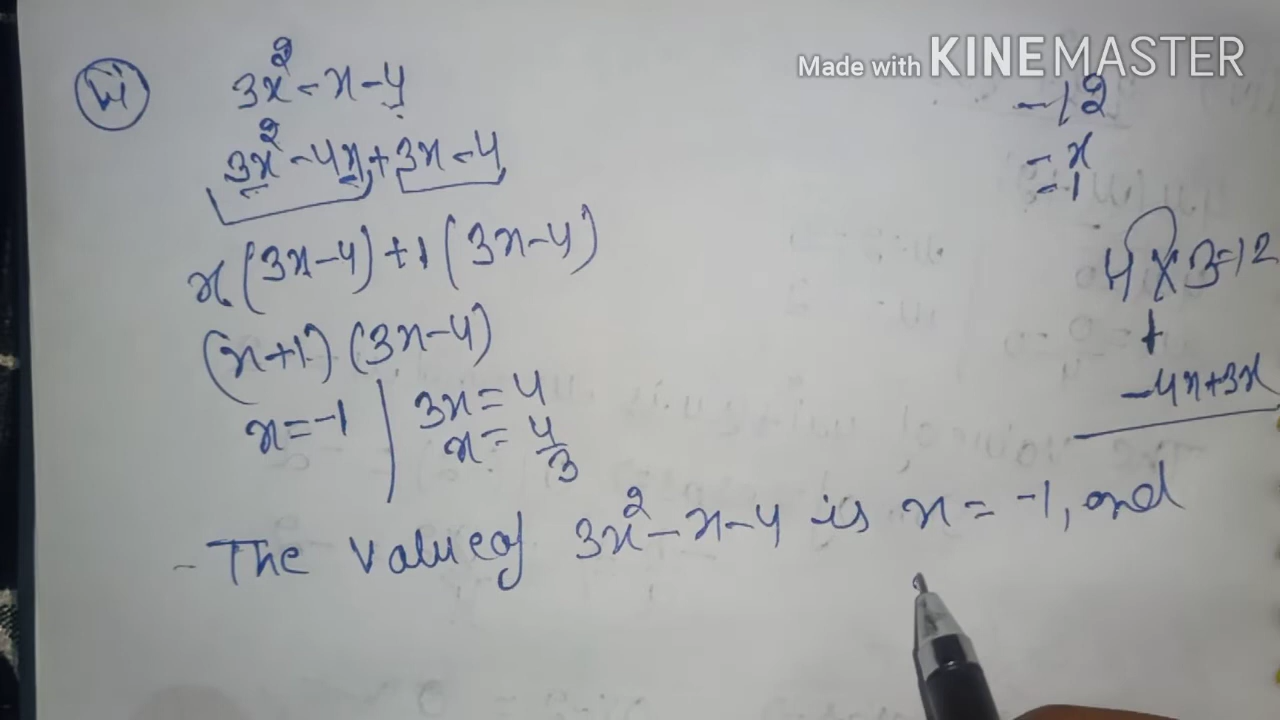 Made with KINEMASTER
vi
3x² - x - 4
3x² - 4x + 3x - 4
x(3x-4) + 1(3x-4)
(x+1) (3x-4)
x = -1 | 3x = 4
x = 4/3
The value of 3x² - x - 4 is x = -1, and
-12
- x
- 1
4 × 3 = 12
+
-4x+3x